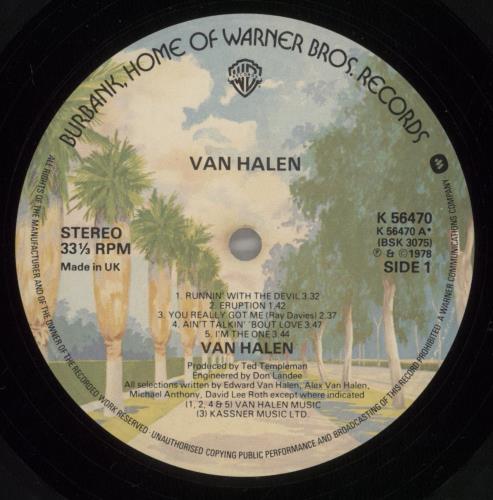 BURBANK, HOME OF WARNER BROS. RECORDS
VAN HALEN
STEREO
33⅓ RPM
Made in UK
K 56470
K 56470 A*
(BSK 3075)
℗ & © 1978
SIDE 1
1. RUNNIN' WITH THE DEVIL 3.32
2. ERUPTION 1.42
3. YOU REALLY GOT ME (Ray Davies) 2.37
4. AIN'T TALKIN' 'BOUT LOVE 3.47
5. I'M THE ONE 3.44
VAN HALEN
Produced by Ted Templeman
Engineered by Don Landee
All selections written by Edward Van Halen, Alex Van Halen,
Michael Anthony, David Lee Roth except where indicated
(1, 2, 4 & 5) VAN HALEN MUSIC
(3) KASSNER MUSIC LTD.
ALL RIGHTS OF THE MANUFACTURER AND OF THE OWNER OF THE RECORDED WORK RESERVED · UNAUTHORISED COPYING PUBLIC PERFORMANCE AND BROADCASTING OF THIS RECORD PROHIBITED · A WARNER COMMUNICATIONS COMPANY